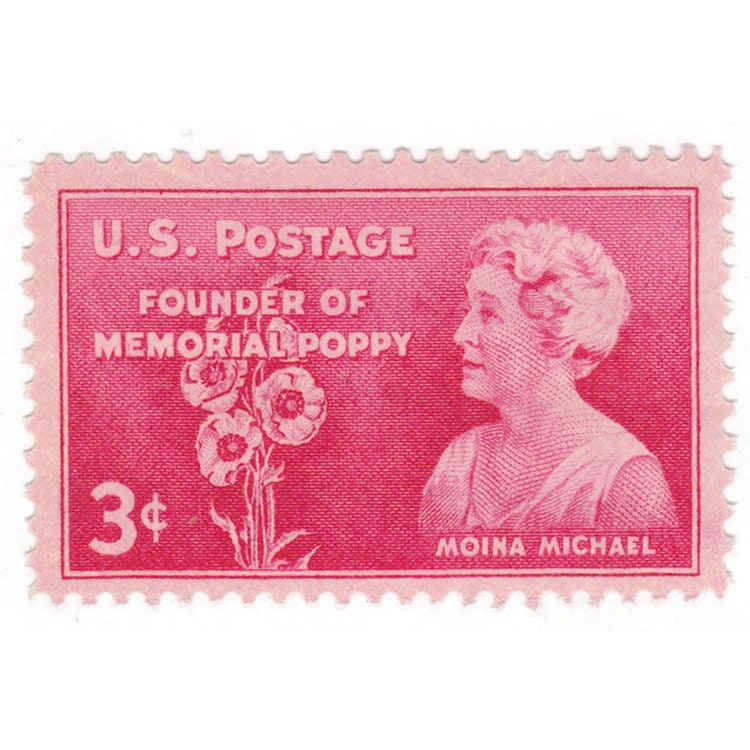 U.S. POSTAGE
FOUNDER OF
MEMORIAL POPPY
3¢
MOINA MICHAEL